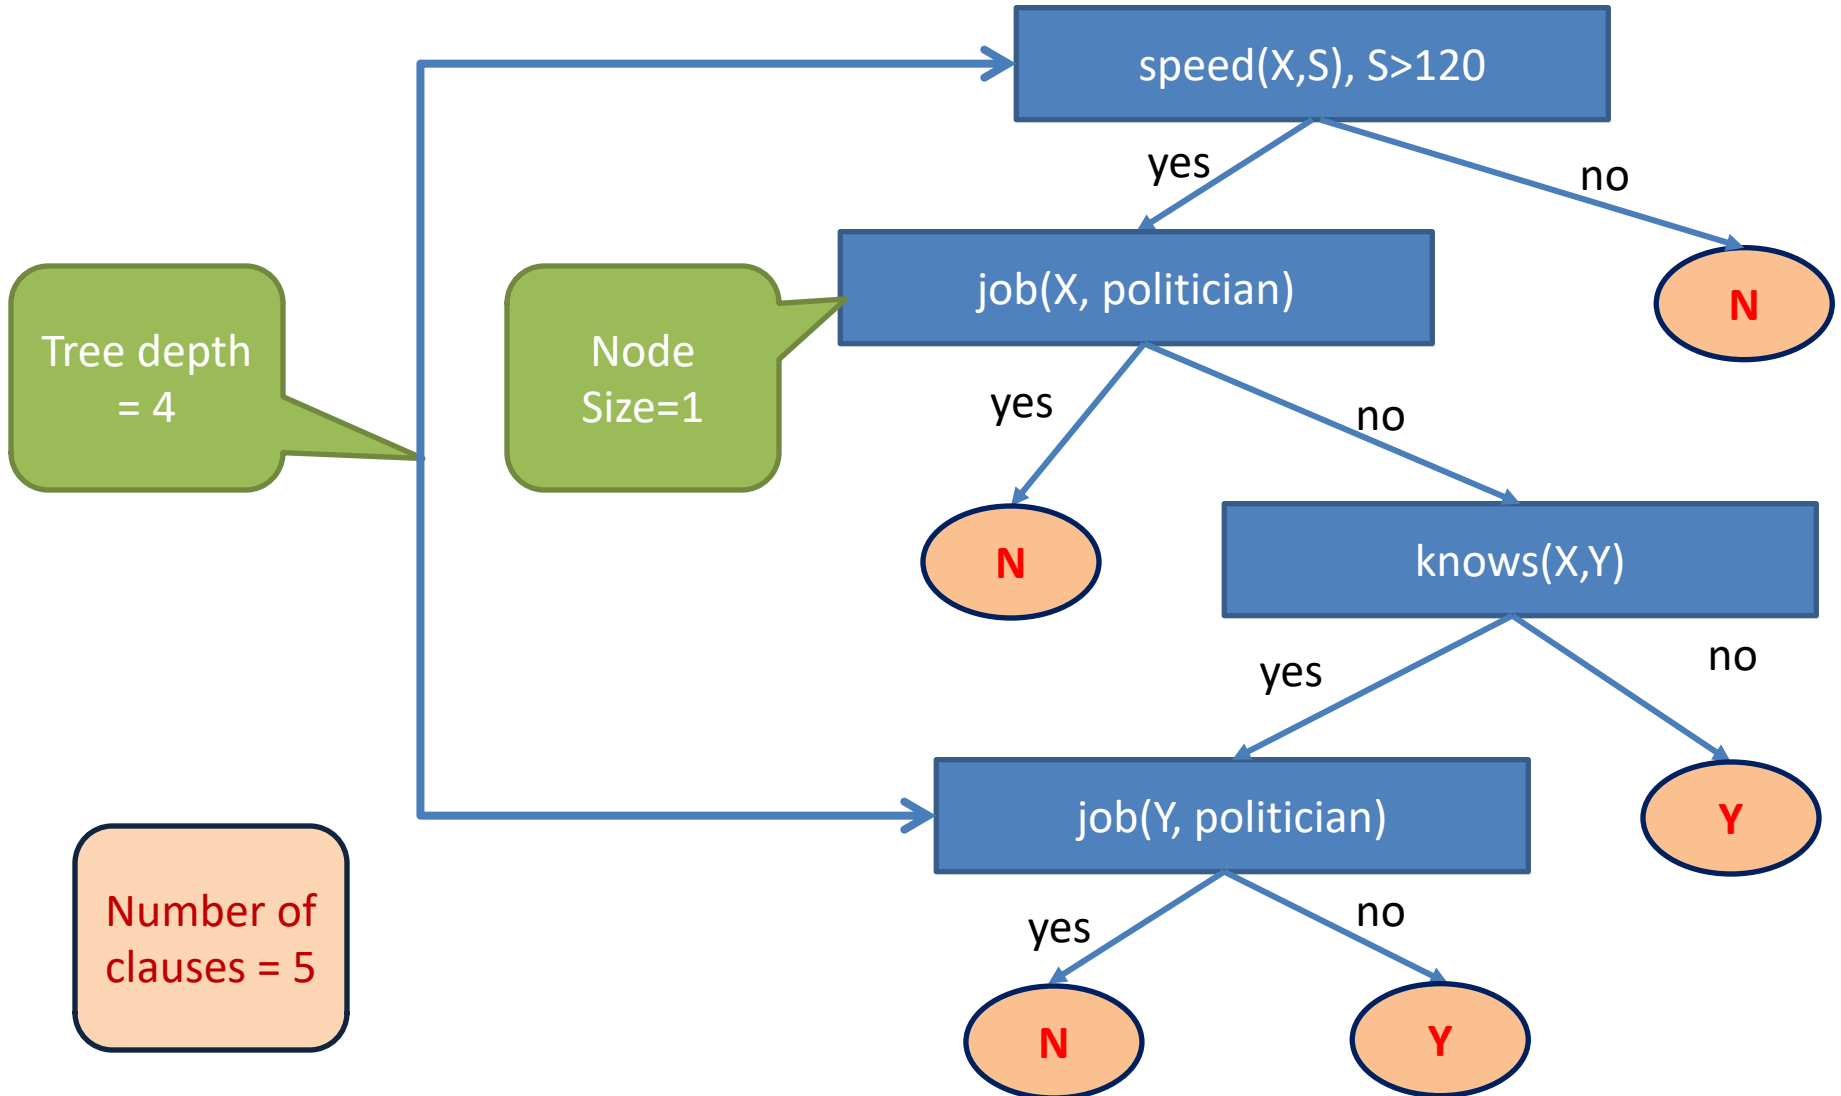 speed(X,S), S>120
yes
no
job(X, politician)
N
Tree depth
= 4
Node
Size=1
yes
no
N
knows(X,Y)
yes
no
job(Y, politician)
Y
Number of
clauses = 5
yes
no
N
Y